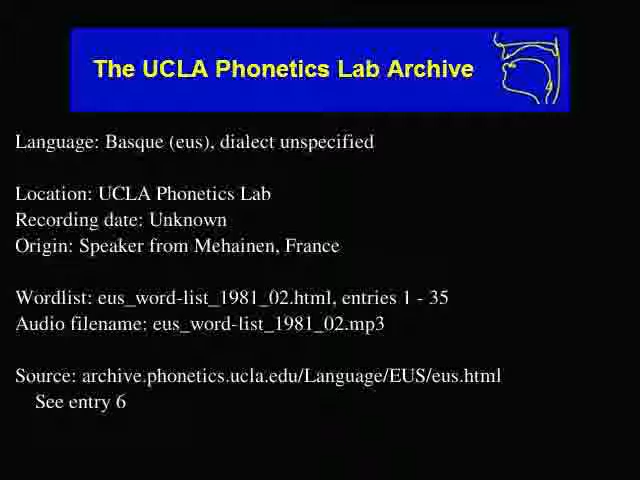 The UCLA Phonetics Lab Archive
Language: Basque (eus), dialect unspecified
Location: UCLA Phonetics Lab
Recording date: Unknown
Origin: Speaker from Mehainen, France
Wordlist: eus_word-list_1981_02.html, entries 1 - 35
Audio filename: eus_word-list_1981_02.mp3
Source: archive.phonetics.ucla.edu/Language/EUS/eus.html
See entry 6